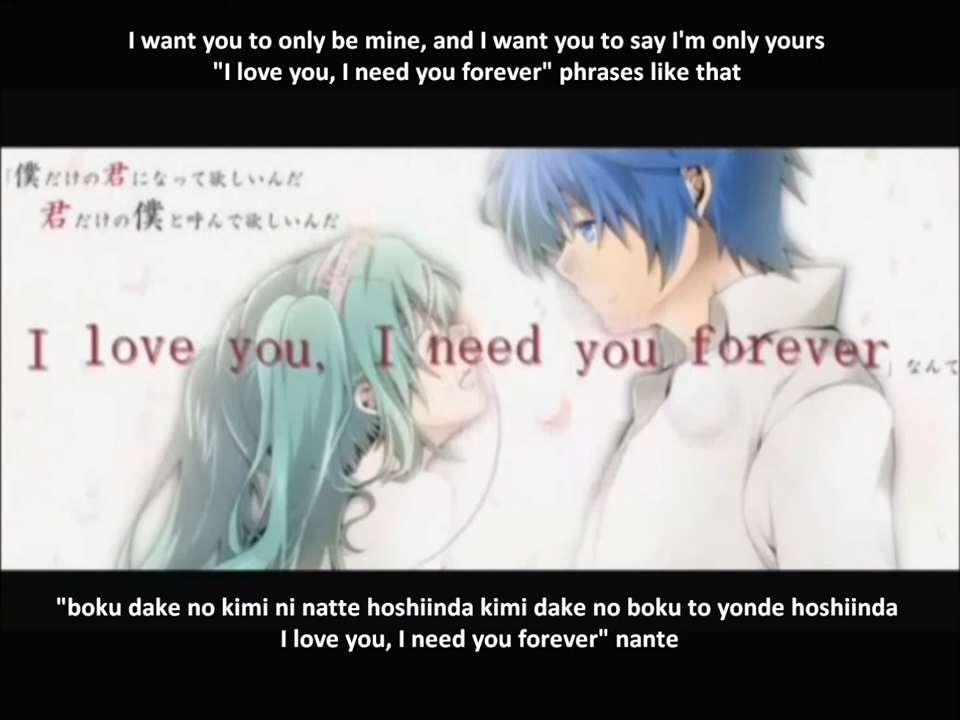 I want you to only be mine, and I want you to say I'm only yours
"I love you, I need you forever" phrases like that
「僕だけの君になって欲しいんだ
君だけの僕と呼んで欲しいんだ
I love you, I need you forever」なんて
"boku dake no kimi ni natte hoshiinda kimi dake no boku to yonde hoshiinda
I love you, I need you forever" nante